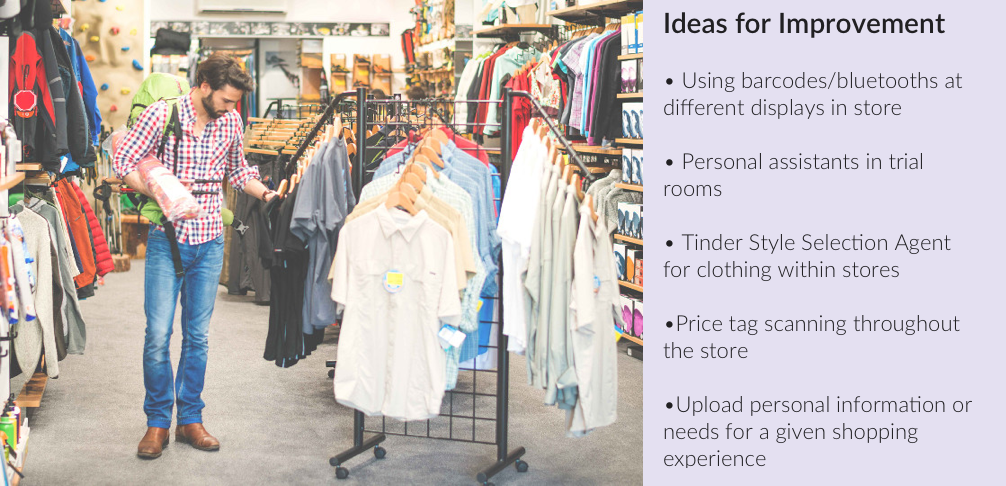 Ideas for Improvement
• Using barcodes/bluetooths at
different displays in store
• Personal assistants in trial
rooms
• Tinder Style Selection Agent
for clothing within stores
•Price tag scanning throughout
the store
•Upload personal information or
needs for a given shopping
experience